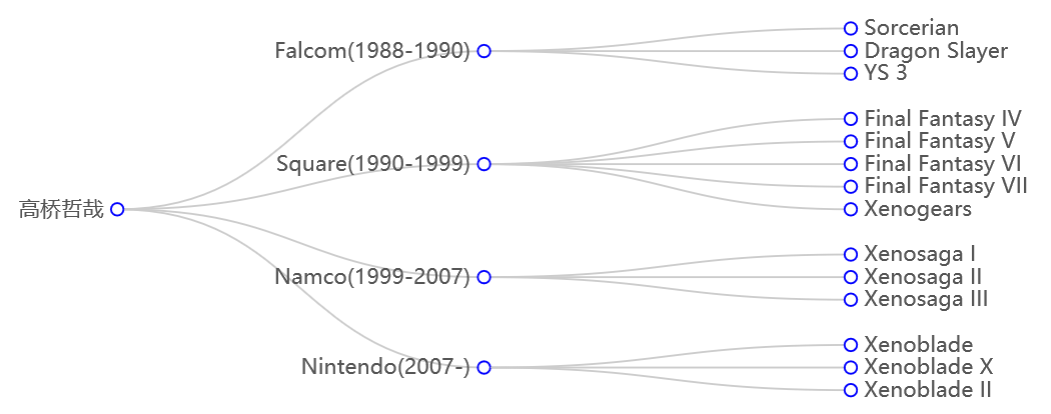 高桥哲哉
Falcom(1988-1990)
Sorcerian
Dragon Slayer
YS 3
Square(1990-1999)
Final Fantasy IV
Final Fantasy V
Final Fantasy VI
Final Fantasy VII
Xenogears
Namco(1999-2007)
Xenosaga I
Xenosaga II
Xenosaga III
Nintendo(2007-)
Xenoblade
Xenoblade X
Xenoblade II